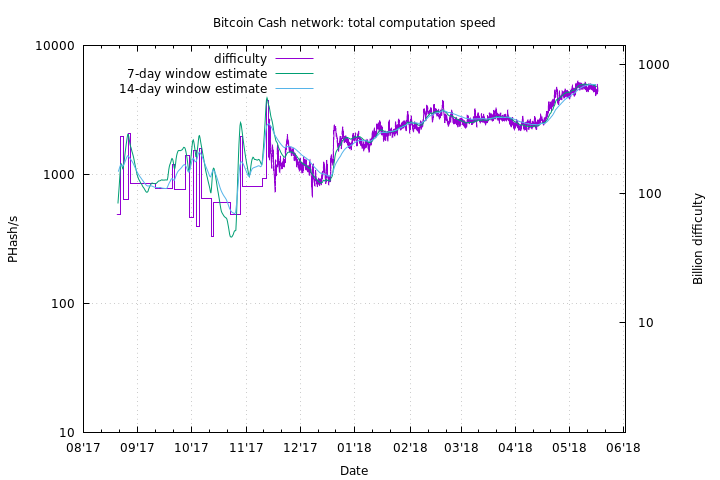 Bitcoin Cash network: total computation speed
difficulty
7-day window estimate
14-day window estimate
PHash/s
10000
1000
100
10
Billion difficulty
1000
100
10
08'17 09'17 10'17 11'17 12'17 01'18 02'18 03'18 04'18 05'18 06'18
Date